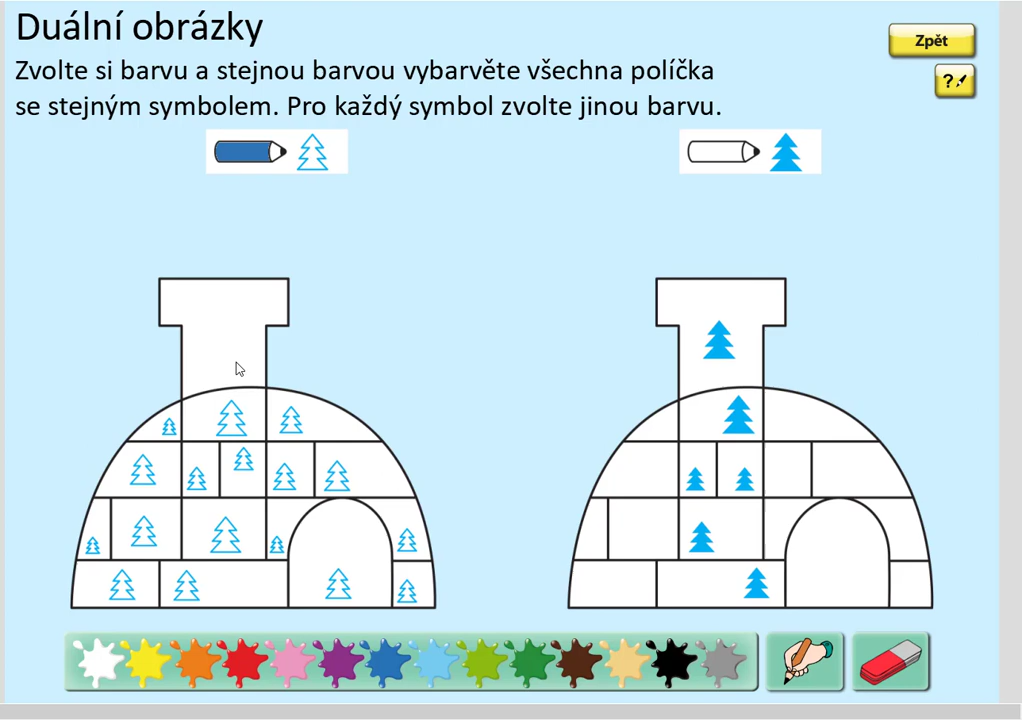 Duální obrázky
Zpět
Zvolte si barvu a stejnou barvou vybarvěte všechna políčka
se stejným symbolem. Pro každý symbol zvolte jinou barvu.
?